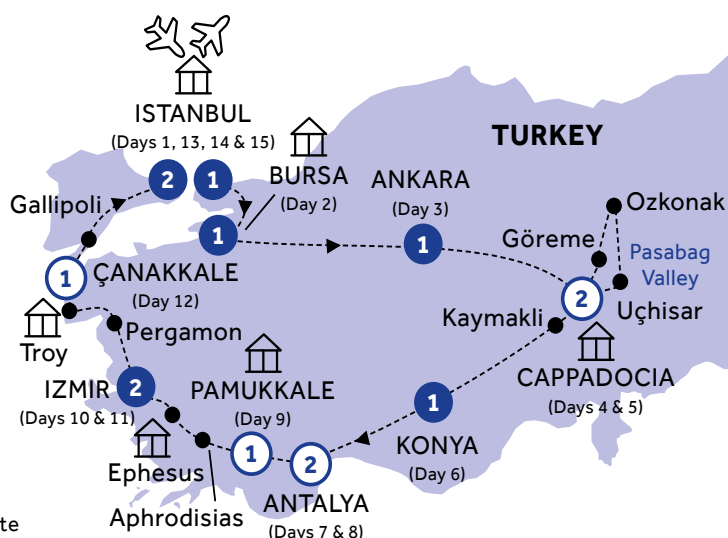 ISTANBUL
(Days 1, 13, 14 & 15)
2
1
BURSA
(Day 2)
1
TURKEY
ANKARA
(Day 3)
1
Ozkonak
Göreme
Pasabag
Valley
Uçhisar
2
Kaymakli
CAPPADOCIA
(Days 4 & 5)
Gallipoli
1
ÇANAKKALE
(Day 12)
Troy
Pergamon
IZMIR
2
(Days 10 & 11)
PAMUKKALE
(Day 9)
1
Ephesus
Aphrodisias
2
ANTALYA
(Days 7 & 8)
1
KONYA
(Day 6)
te